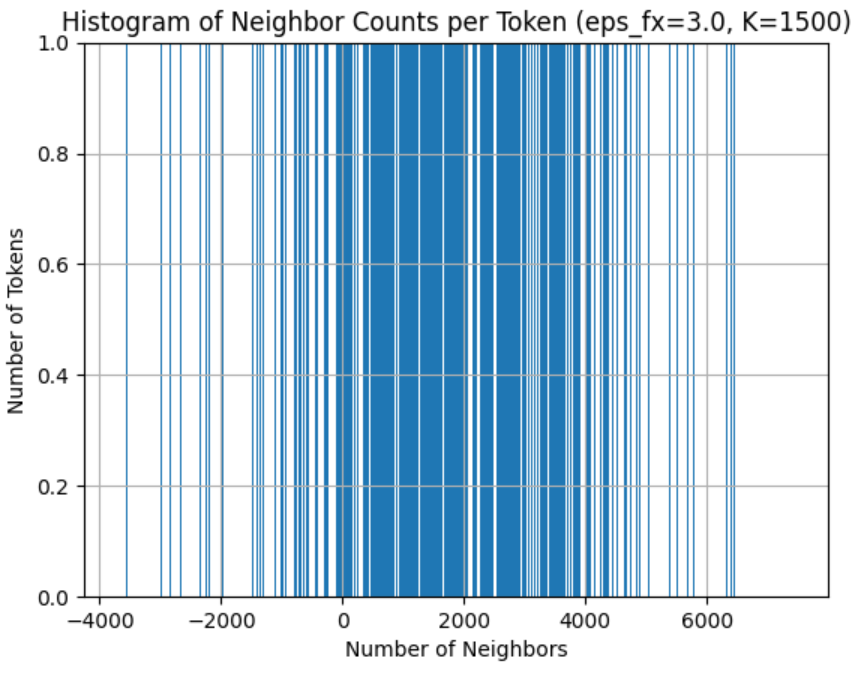 Histogram of Neighbor Counts per Token (eps_fx=3.0, K=1500)
1.0
0.8
0.6
0.4
0.2
0.0
Number of Tokens
−4000 −2000 0 2000 4000 6000
Number of Neighbors